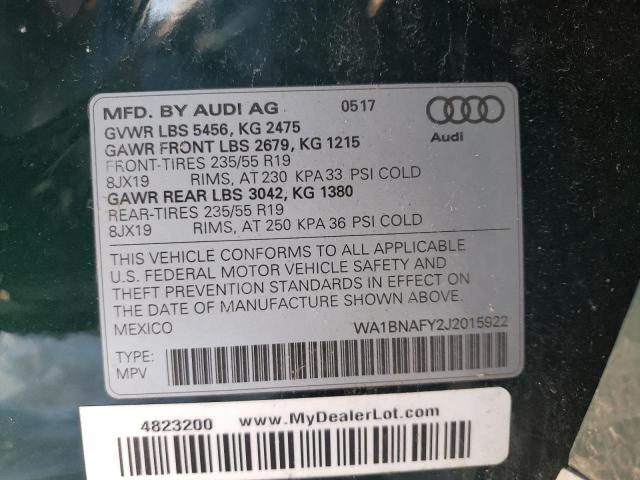 MFD. BY AUDI AG 0517
GVWR LBS 5456, KG 2475
GAWR FRONT LBS 2679, KG 1215
FRONT-TIRES 235/55 R19
8JX19 RIMS, AT 230 KPA 33 PSI COLD
GAWR REAR LBS 3042, KG 1380
REAR-TIRES 235/55 R19
8JX19 RIMS, AT 250 KPA 36 PSI COLD
Audi
THIS VEHICLE CONFORMS TO ALL APPLICABLE
U.S. FEDERAL MOTOR VEHICLE SAFETY AND
THEFT PREVENTION STANDARDS IN EFFECT ON
THE DATE OF MANUFACTURE SHOWN ABOVE.
MEXICO WA1BNAFY2J2015922
TYPE:
MPV
4823200 www.MyDealerLot.com